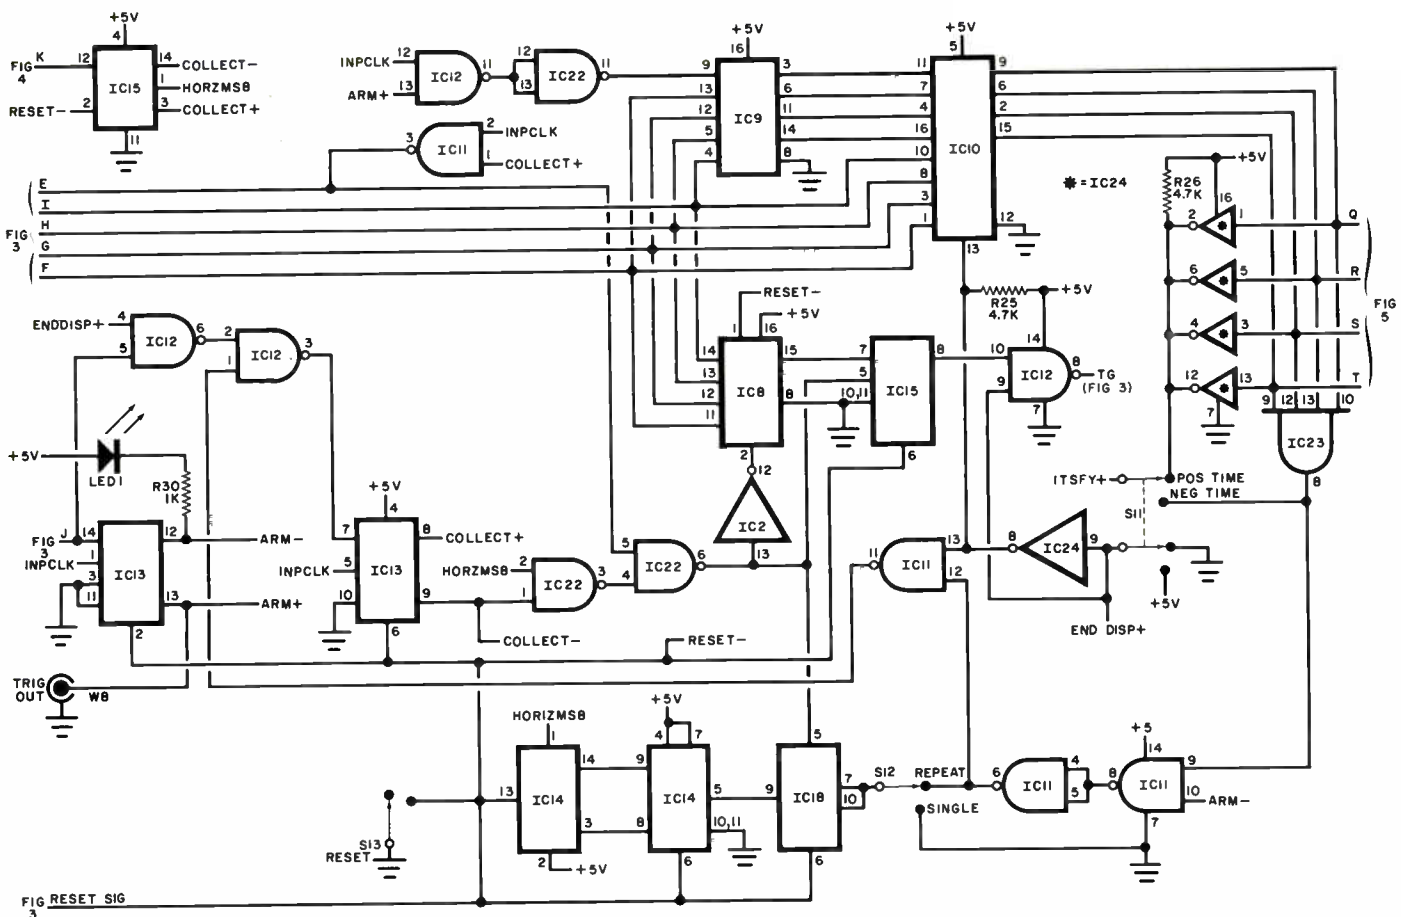 +5V
4
FIG 4
K
12
IC15
14
COLLECT-
1
HORZMS8
RESET-
2
3
COLLECT+
11
INPCLK
12
13
ARM+
IC12
11
12
13
IC22
11
3
IC11
2
INPCLK
1
COLLECT+
+5V
16
9
13
12
5
4
IC9
3
6
11
14
8
+5V
5
11
7
4
16
10
8
3
1
IC10
9
6
2
15
12
13
✱=IC24
R26
4.7K
+5V
16
2
1
Q
6
5
R
4
3
S
12
13
T
7
FIG 5
9
12
13
10
IC23
8
FIG 3
E
I
H
G
F
R25
4.7K
+5V
ENDDISP+
4
5
IC12
6
2
1
IC12
3
RESET-
+5V
1
16
14
13
12
11
IC8
15
8
2
12
IC2
13
7
5
10,11
IC15
8
6
14
10
9
IC12
8
TG
(FIG 3)
7
+5V
LED1
R30
1K
FIG 3
J
14
INPCLK
1
3
11
IC13
12
ARM-
13
ARM+
2
+5V
4
7
INPCLK
5
10
IC13
8
COLLECT+
9
6
HORZMS8
2
1
IC22
3
COLLECT-
5
4
IC22
6
RESET-
11
IC11
13
12
8
IC24
9
ITSFY+
POS TIME
NEG TIME
S11
+5V
END DISP+
TRIG OUT
W8
HORIZMS8
1
13
IC14
14
3
2
+5V
+5V
4
7
9
8
IC14
5
10,11
6
5
9
IC18
7
10
6
S12
REPEAT
SINGLE
6
IC11
4
5
+5
14
8
IC11
9
10
ARM-
7
S13
RESET
FIG 3
RESET SIG